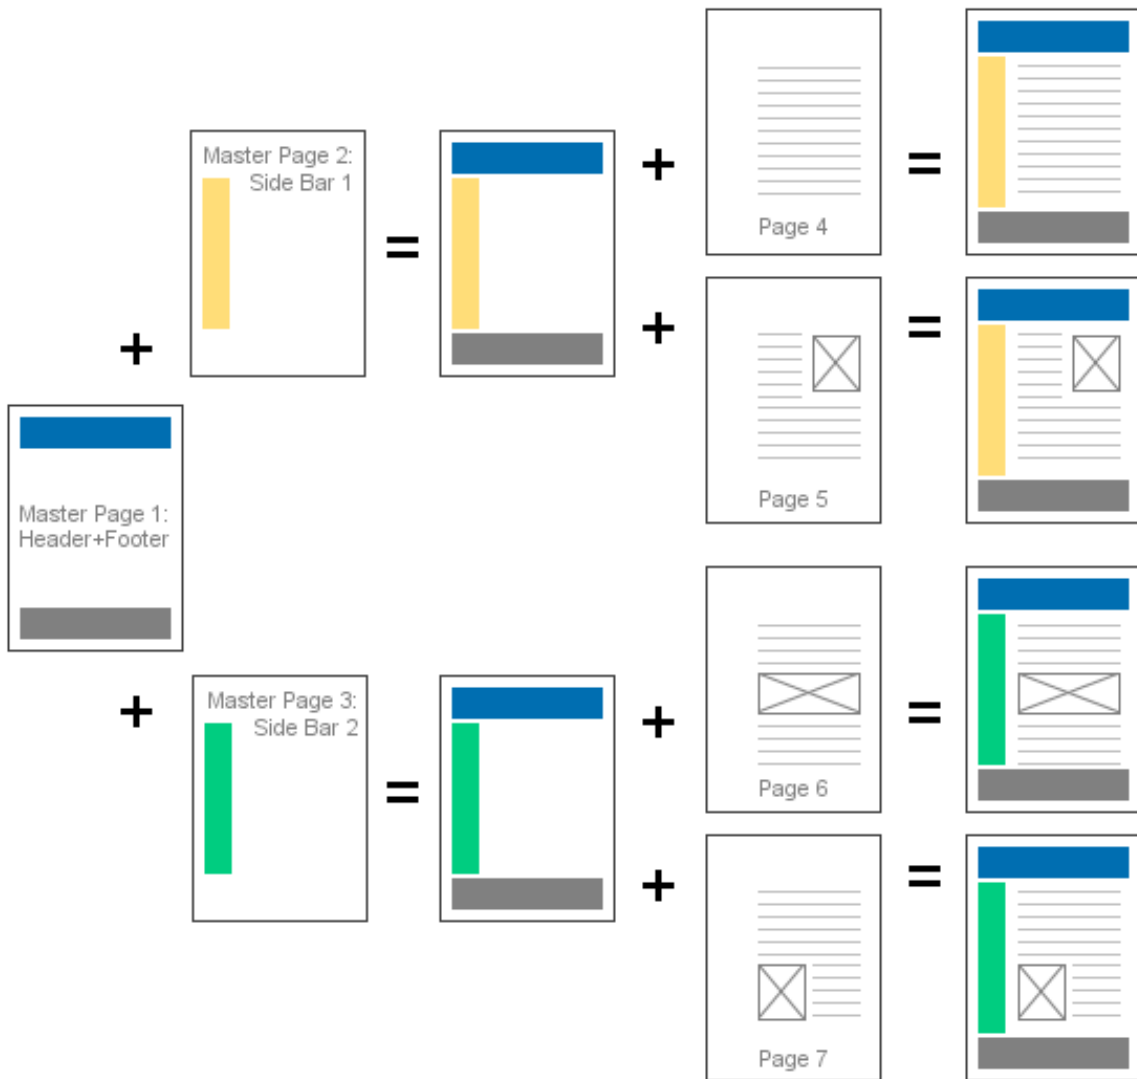 Master Page 1:
Header+Footer
+
Master Page 2:
Side Bar 1
=
+
Page 4
=
+
Page 5
=
+
Master Page 3:
Side Bar 2
=
+
Page 6
=
+
Page 7
=